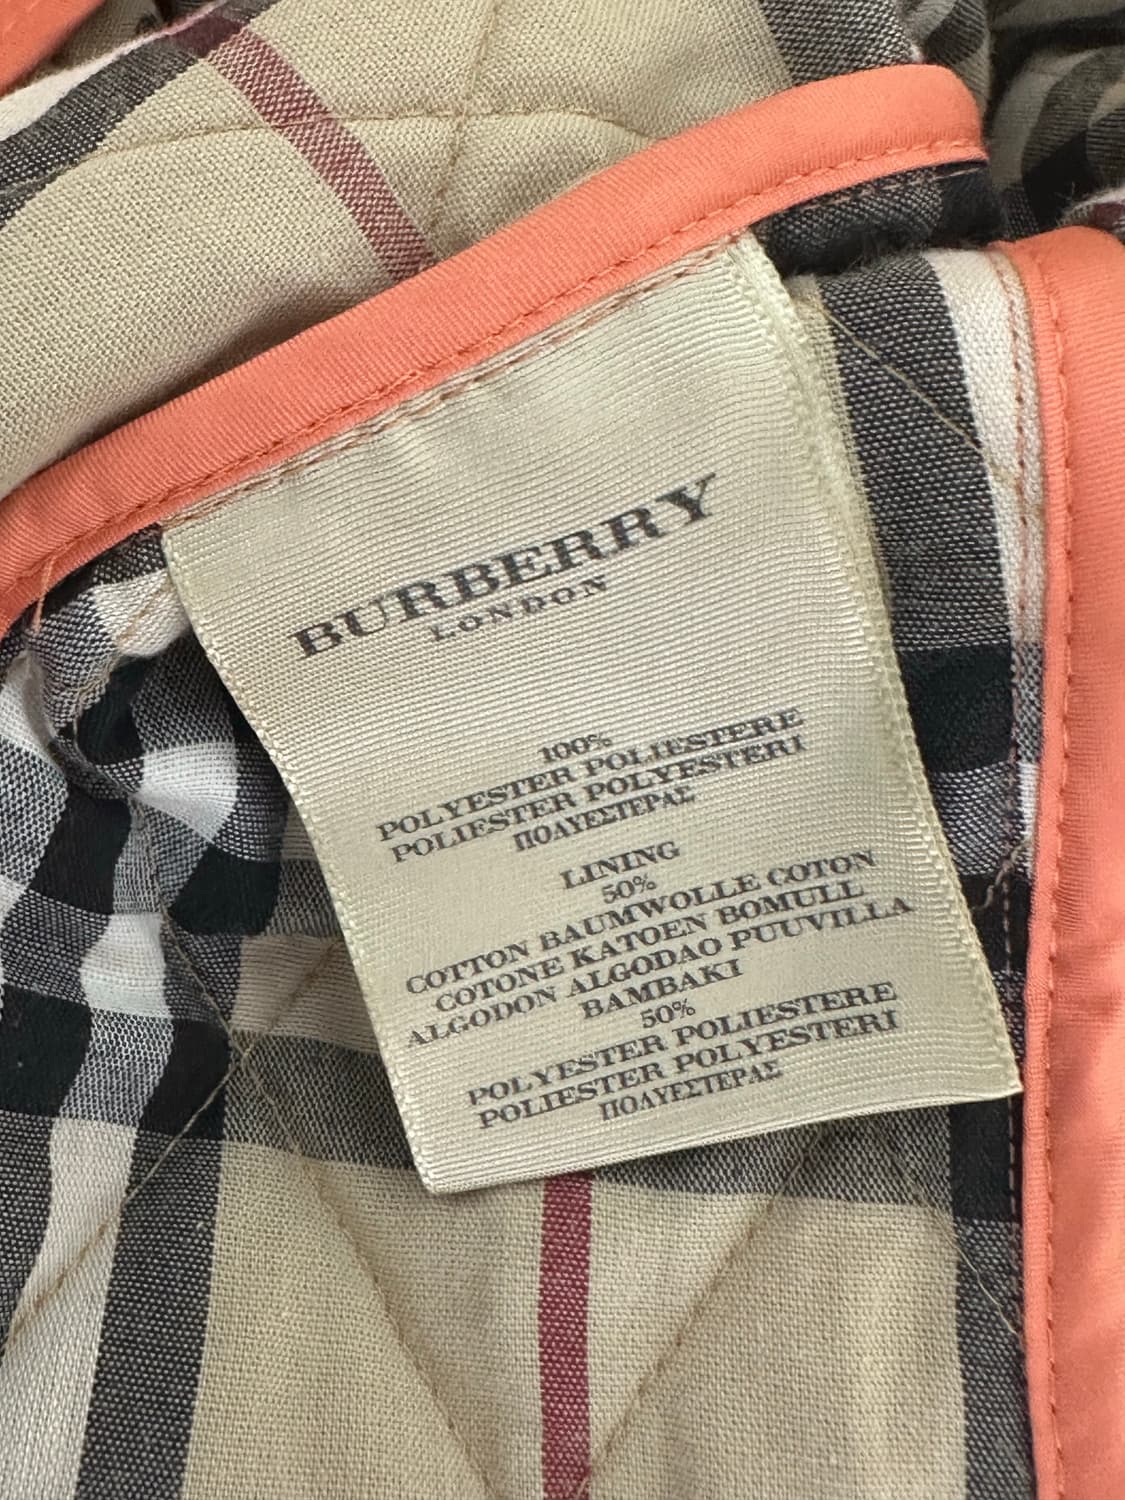 BURBERRY
LONDON
100%
POLYESTER POLIESTERE
POLIESTER POLYESTERI
ΠΟΛΥΕΣΤΕΡΑΣ
LINING
50%
COTTON BAUMWOLLE COTON
COTONE KATOEN BOMULL
ALGODON ALGODAO PUUVILLA
BAMBAKI
50%
POLYESTER POLIESTERE
POLIESTER POLYESTERI
ΠΟΛΥΕΣΤΕΡΑΣ